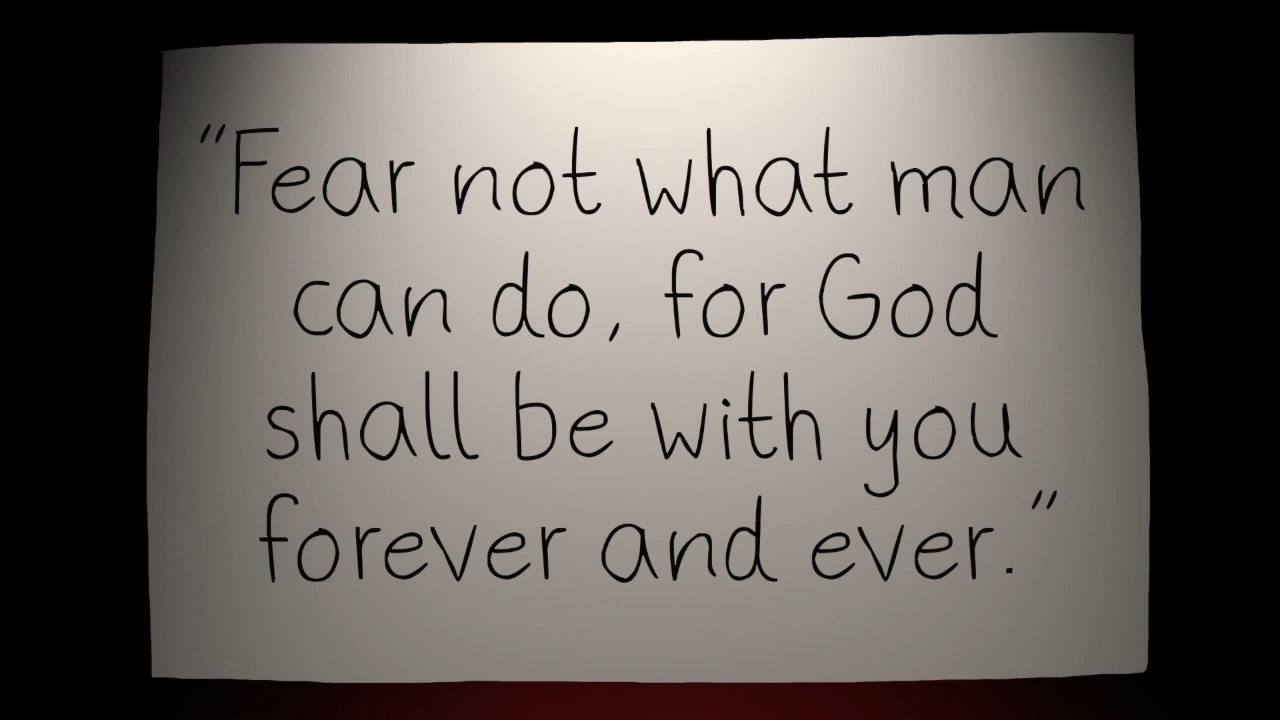 “Fear not what man
can do, for God
shall be with you
forever and ever.”